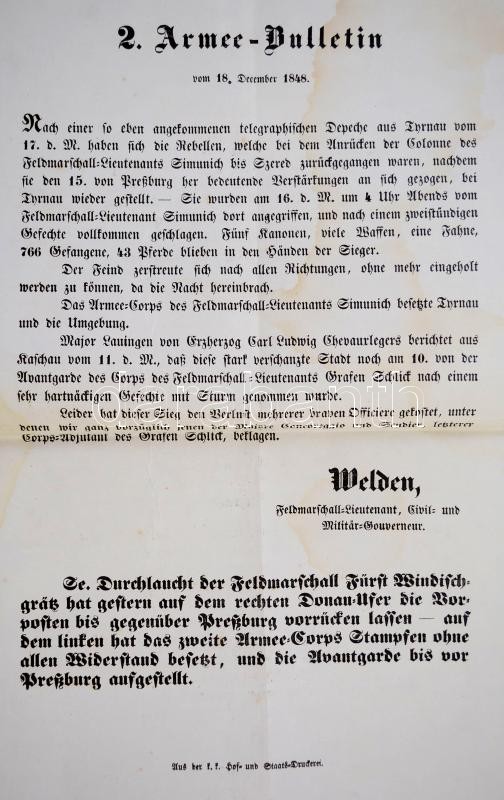 2. Armee-Bulletin
vom 18. December 1848.
Nach einer so eben angekommenen telegraphischen Depeche aus Tyrnau vom
17. d. M. haben sich die Rebellen, welche bei dem Anrücken der Colonne des
Feldmarschall-Lieutenants Simunich bis Szered zurückgegangen waren, nachdem
sie den 15. von Preßburg her bedeutende Verstärkungen an sich gezogen, bei
Tyrnau wieder gestellt. — Sie wurden am 16. d. M. um 4 Uhr Abends vom
Feldmarschall-Lieutenant Simunich dort angegriffen, und nach einem zweistündigen
Gefechte vollkommen geschlagen. Fünf Kanonen, viele Waffen, eine Fahne,
766 Gefangene, 43 Pferde blieben in den Händen der Sieger.
Der Feind zerstreute sich nach allen Richtungen, ohne mehr eingeholt
werden zu können, da die Nacht hereinbrach.
Das Armee-Corps des Feldmarschall-Lieutenants Simunich besetzte Tyrnau
und die Umgebung.
Major Lauingen von Erzherzog Carl Ludwig Chevauxlegers berichtet aus
Kaschau vom 11. d. M., daß diese stark verschanzte Stadt noch am 10. von der
Avantgarde des Corps des Feldmarschall-Lieutenants Grafen Schlick nach einem
sehr hartnäckigen Gefecht mit Sturm genommen wurde.
Leider hat dieser Sieg den Verlust mehrerer braven Officiere gekostet, unter
denen wir ganz vorzüglich jenen der Majore und letzterer
Corps-Adjutant des Grafen Schlick, beklagen.
Welden,
Feldmarschall-Lieutenant, Civil- und
Militär-Gouverneur.
Se. Durchlaucht der Feldmarschall Fürst Windisch-
grätz hat gestern auf dem rechten Donau-Ufer die Vor-
posten bis gegenüber Preßburg vorrücken lassen — auf
dem linken hat das zweite Armee-Corps Stampfen ohne
allen Widerstand besetzt, und die Avantgarde bis vor
Preßburg aufgestellt.
Aus der k. k. Hof- und Staats-Druckerei.